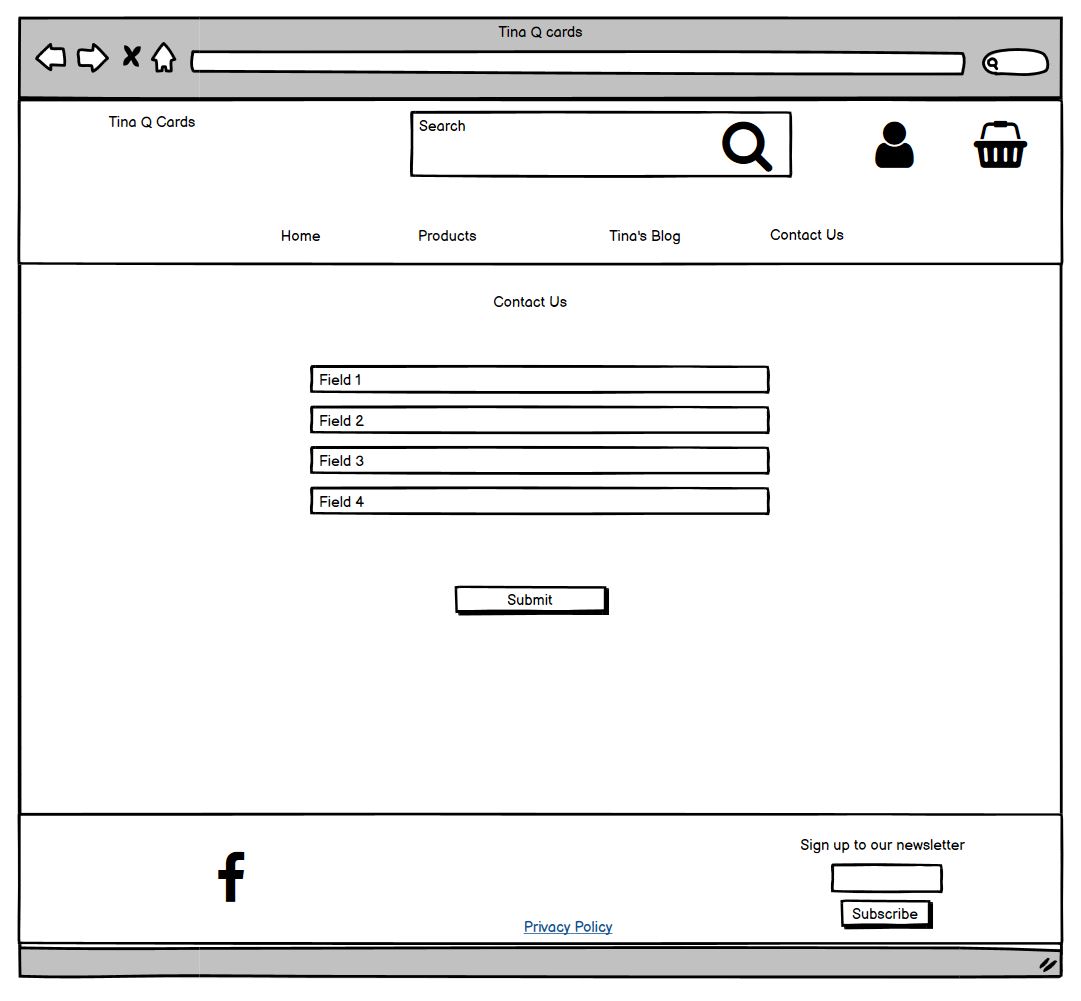 Tina Q cards
Tina Q Cards
Search
Home
Products
Tina's Blog
Contact Us
Contact Us
Field 1
Field 2
Field 3
Field 4
Submit
Sign up to our newsletter
Subscribe
Privacy Policy